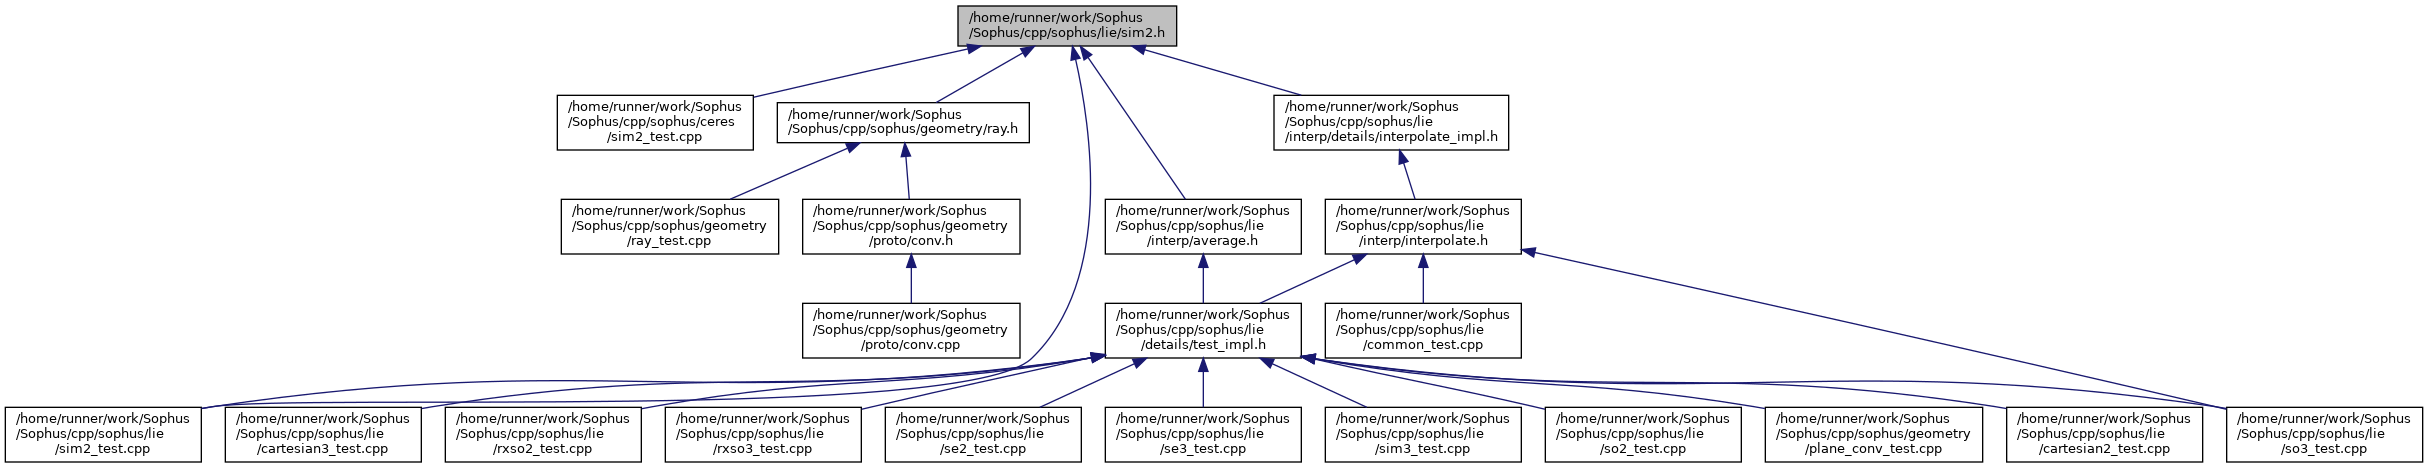 /home/runner/work/Sophus
/Sophus/cpp/sophus/lie/sim2.h
/home/runner/work/Sophus
/Sophus/cpp/sophus/ceres
/sim2_test.cpp
/home/runner/work/Sophus
/Sophus/cpp/sophus/geometry/ray.h
/home/runner/work/Sophus
/Sophus/cpp/sophus/lie
/interp/details/interpolate_impl.h
/home/runner/work/Sophus
/Sophus/cpp/sophus/geometry
/ray_test.cpp
/home/runner/work/Sophus
/Sophus/cpp/sophus/geometry
/proto/conv.h
/home/runner/work/Sophus
/Sophus/cpp/sophus/lie
/interp/average.h
/home/runner/work/Sophus
/Sophus/cpp/sophus/lie
/interp/interpolate.h
/home/runner/work/Sophus
/Sophus/cpp/sophus/geometry
/proto/conv.cpp
/home/runner/work/Sophus
/Sophus/cpp/sophus/lie
/details/test_impl.h
/home/runner/work/Sophus
/Sophus/cpp/sophus/lie
/common_test.cpp
/home/runner/work/Sophus
/Sophus/cpp/sophus/lie
/sim2_test.cpp
/home/runner/work/Sophus
/Sophus/cpp/sophus/lie
/cartesian3_test.cpp
/home/runner/work/Sophus
/Sophus/cpp/sophus/lie
/rxso2_test.cpp
/home/runner/work/Sophus
/Sophus/cpp/sophus/lie
/rxso3_test.cpp
/home/runner/work/Sophus
/Sophus/cpp/sophus/lie
/se2_test.cpp
/home/runner/work/Sophus
/Sophus/cpp/sophus/lie
/se3_test.cpp
/home/runner/work/Sophus
/Sophus/cpp/sophus/lie
/sim3_test.cpp
/home/runner/work/Sophus
/Sophus/cpp/sophus/lie
/so2_test.cpp
/home/runner/work/Sophus
/Sophus/cpp/sophus/geometry
/plane_conv_test.cpp
/home/runner/work/Sophus
/Sophus/cpp/sophus/lie
/cartesian2_test.cpp
/home/runner/work/Sophus
/Sophus/cpp/sophus/lie
/so3_test.cpp